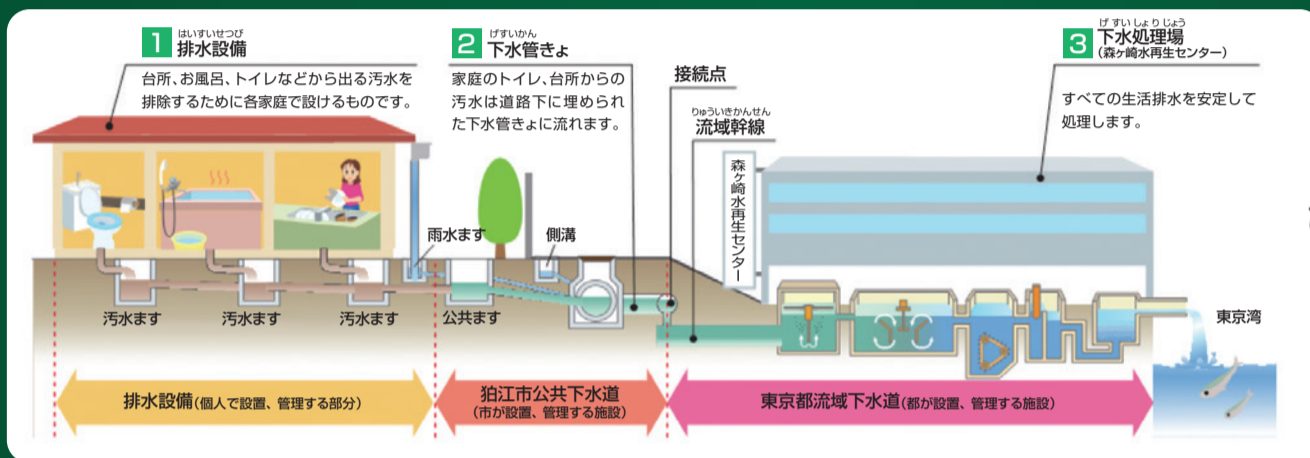 1 排水設備
はいすいせつび
台所、お風呂、トイレなどから出る汚水を
排除するために各家庭で設けるものです。
2 下水管きょ
げすいかん
家庭のトイレ、台所からの
汚水は道路下に埋められ
た下水管きょに流れます。
接続点
りゅういきかんせん
流域幹線
3 下水処理場
げすいしょりじょう
(森ヶ崎水再生センター)
すべての生活排水を安定して
処理します。
森ヶ崎水再生センター
雨水ます
側溝
汚水ます
汚水ます
汚水ます
公共ます
東京湾
排水設備(個人で設置、管理する部分)
狛江市公共下水道
(市が設置、管理する施設)
東京都流域下水道(都が設置、管理する施設)